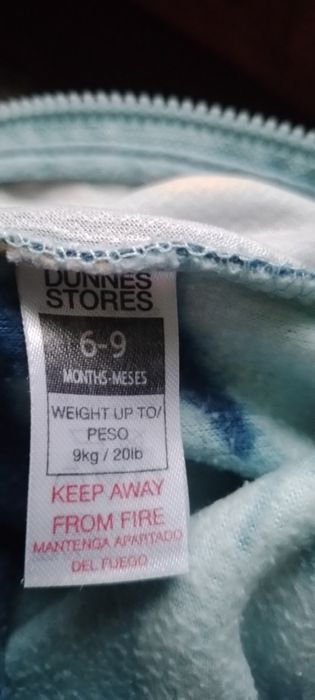 DUNNES
STORES
6-9
MONTHS-MESES
WEIGHT UP TO/
PESO
9kg / 20lb
KEEP AWAY
FROM FIRE
MANTENGA APARTADO
DEL FUEGO